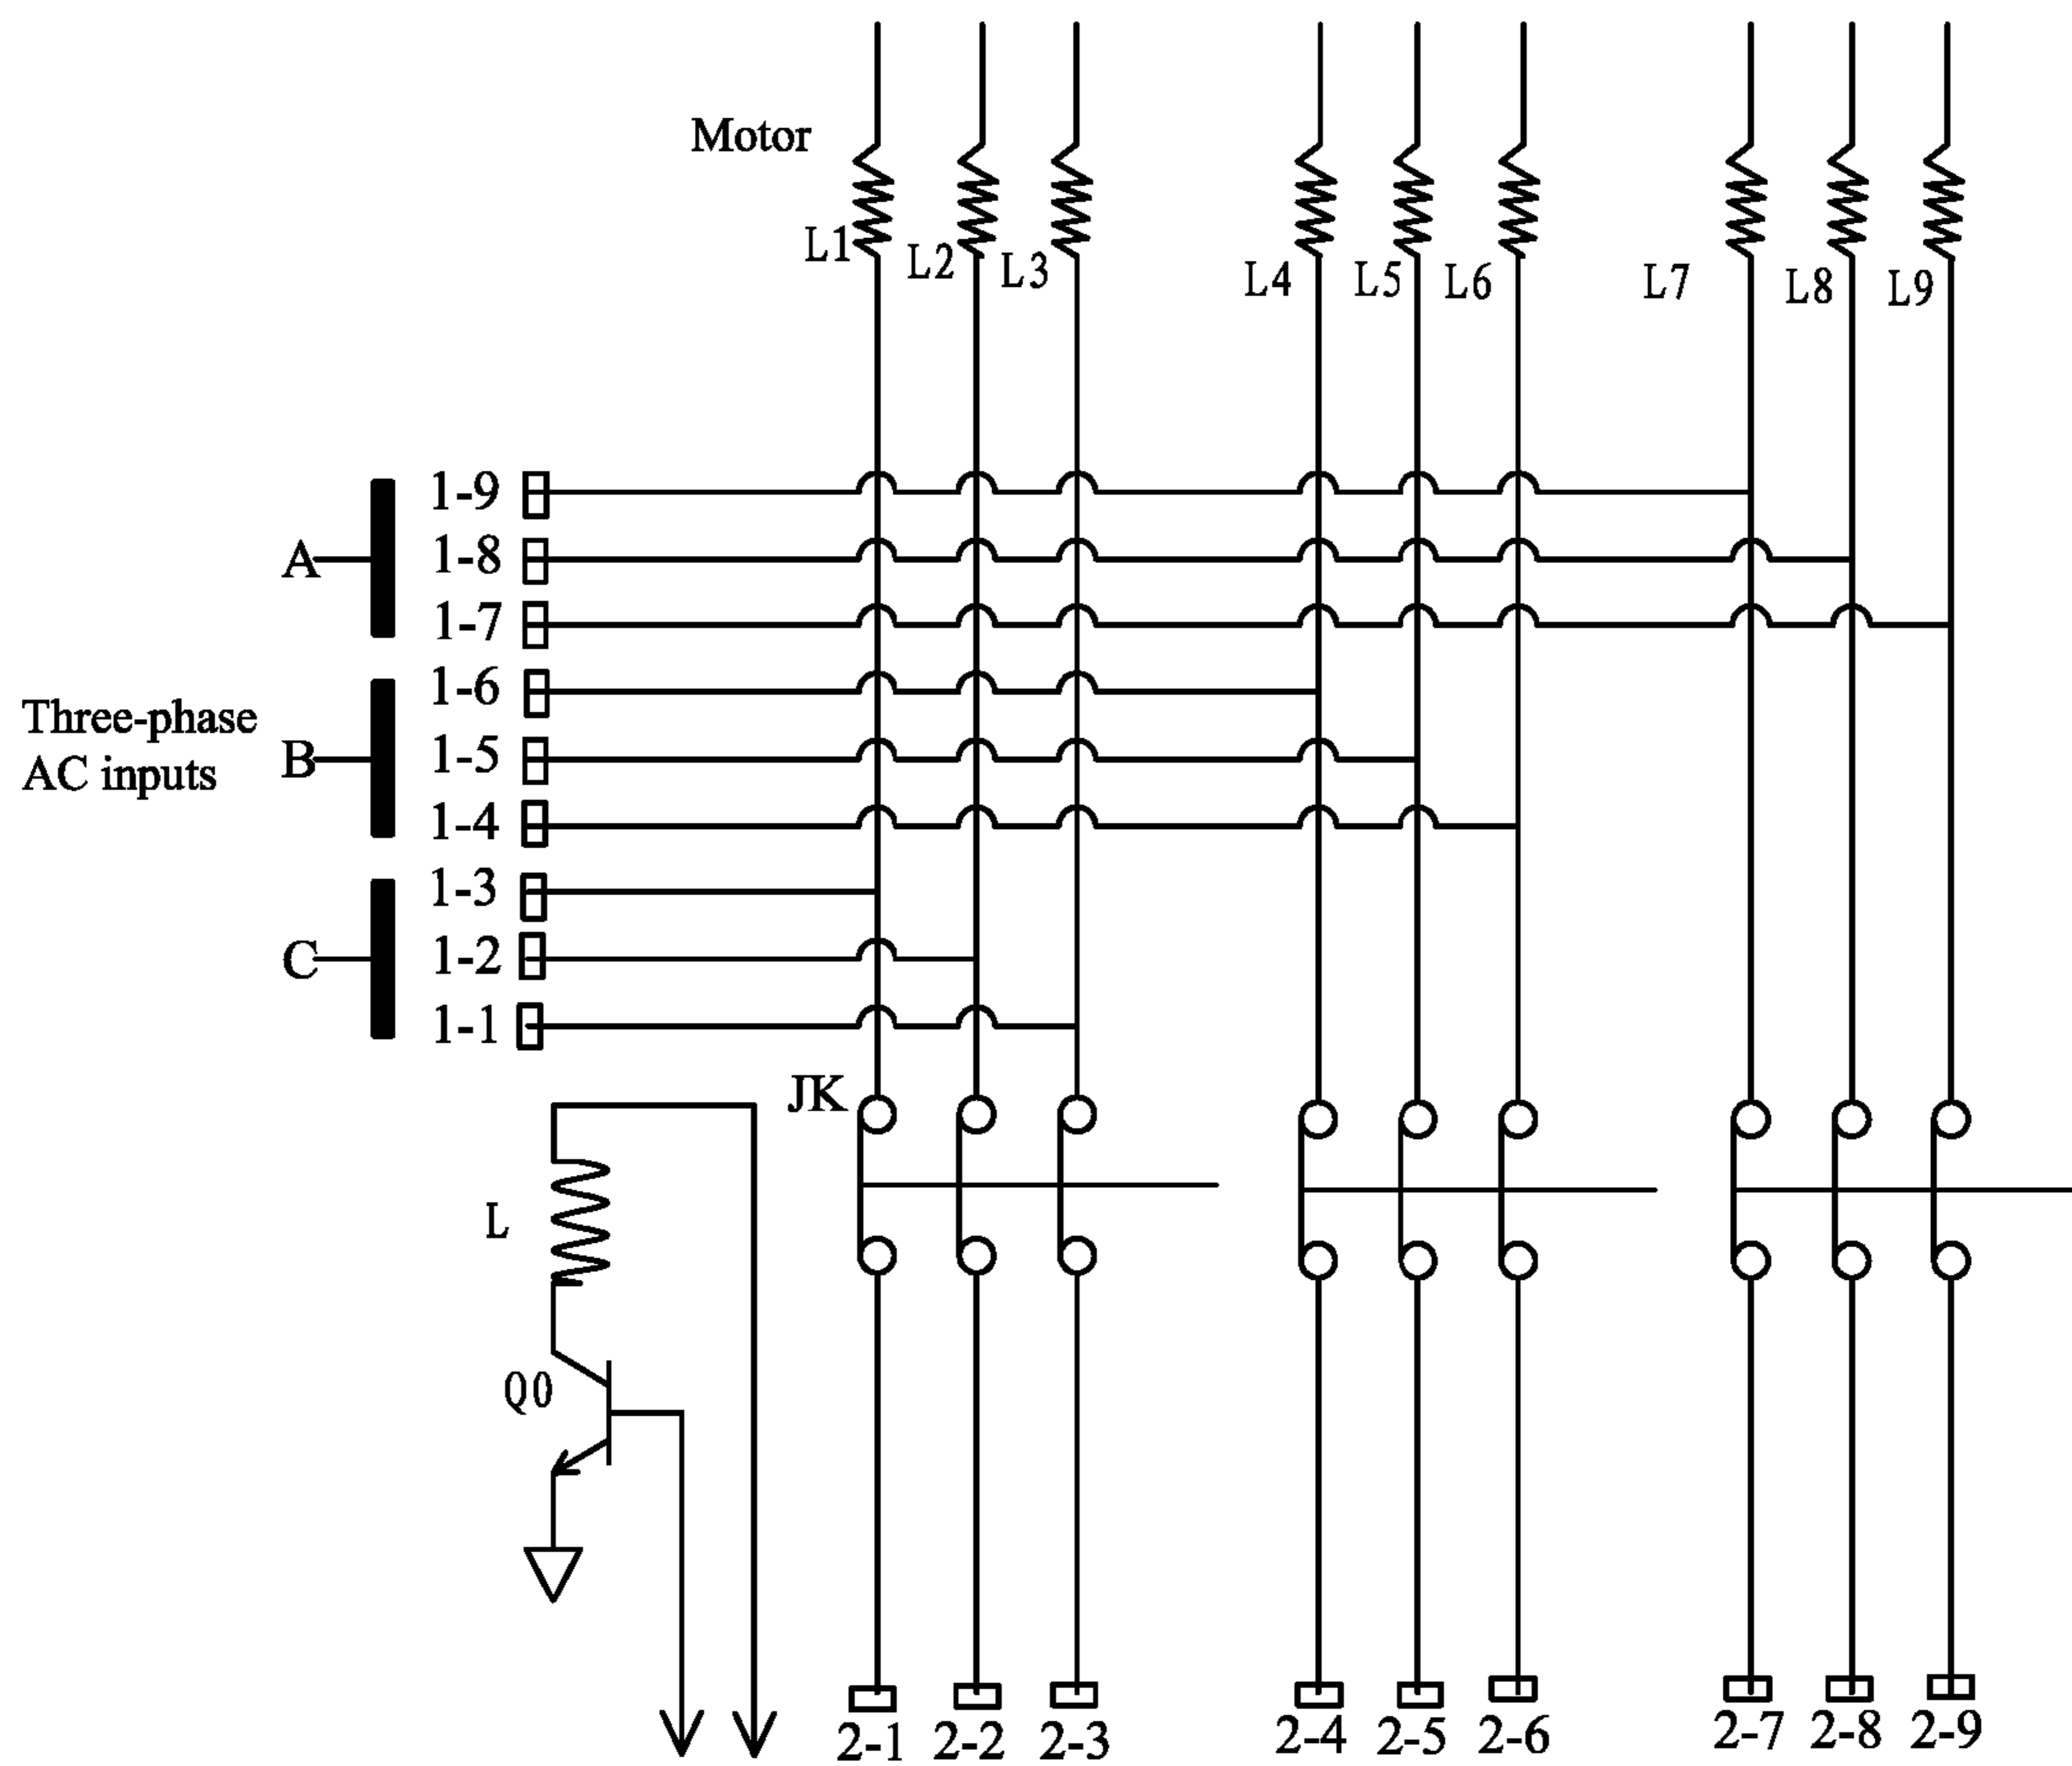 Motor
L1
L2
L3
L4
L5
L6
L7
L8
L9
1-9
A
1-8
1-7
1-6
Three-phase
AC inputs
B
1-5
1-4
1-3
C
1-2
1-1
JK
L
Q0
2-1
2-2
2-3
2-4
2-5
2-6
2-7
2-8
2-9